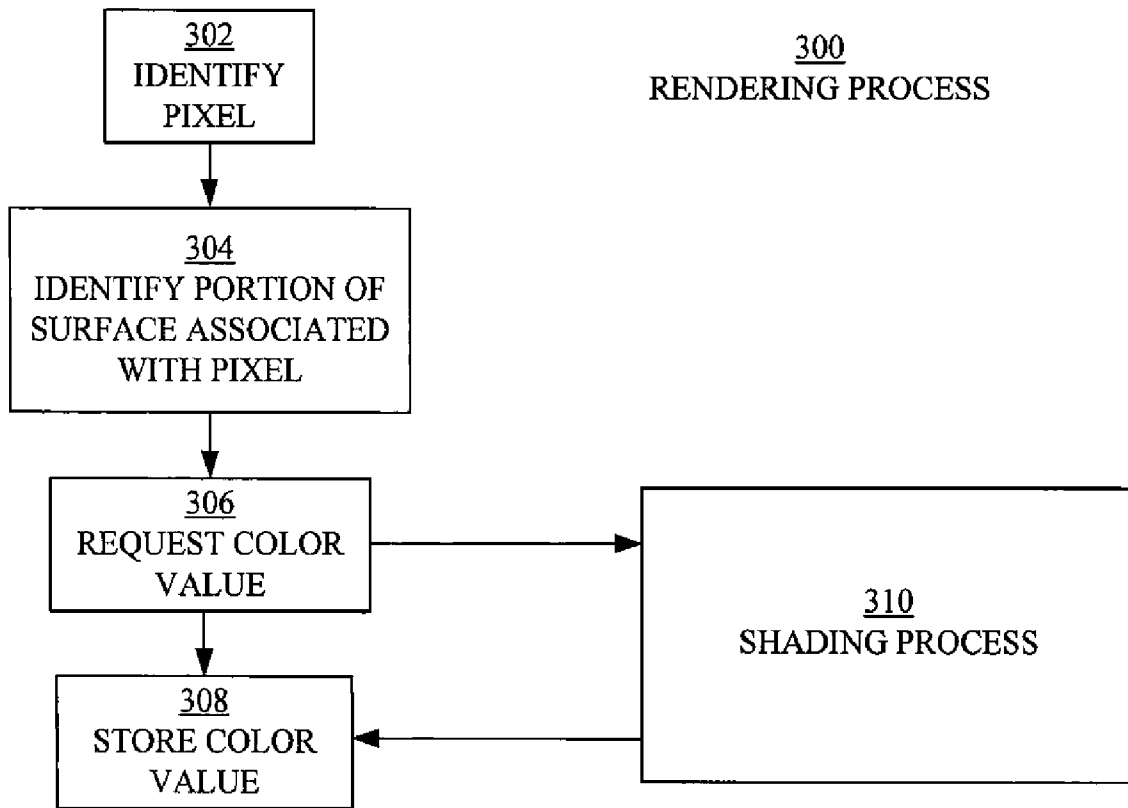 302
IDENTIFY
PIXEL
300
RENDERING PROCESS
304
IDENTIFY PORTION OF
SURFACE ASSOCIATED
WITH PIXEL
306
REQUEST COLOR
VALUE
310
SHADING PROCESS
308
STORE COLOR
VALUE